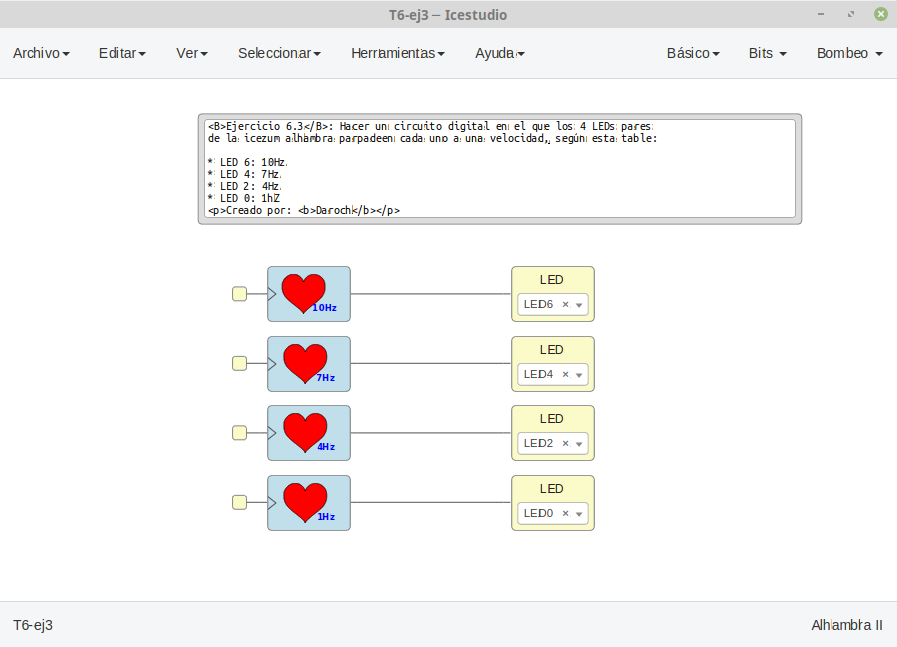 T6-ej3 – Icestudio
Archivo Editar Ver Seleccionar Herramientas Ayuda Básico Bits Bombeo
<B>Ejercicio 6.3</B>: Hacer un circuito digital en el que los 4 LEDs pares
de la icezum alhambra parpadeen cada uno a una velocidad, según esta table:
* LED 6: 10Hz.
* LED 4: 7Hz.
* LED 2: 4Hz.
* LED 0: 1hZ
<p>Creado por: <b>Daroch</b></p>
10Hz
LED
LED6 × 
7Hz
LED
LED4 ×
4Hz
LED
LED2 ×
1Hz
LED
LED0 ×
T6-ej3 Alhambra II